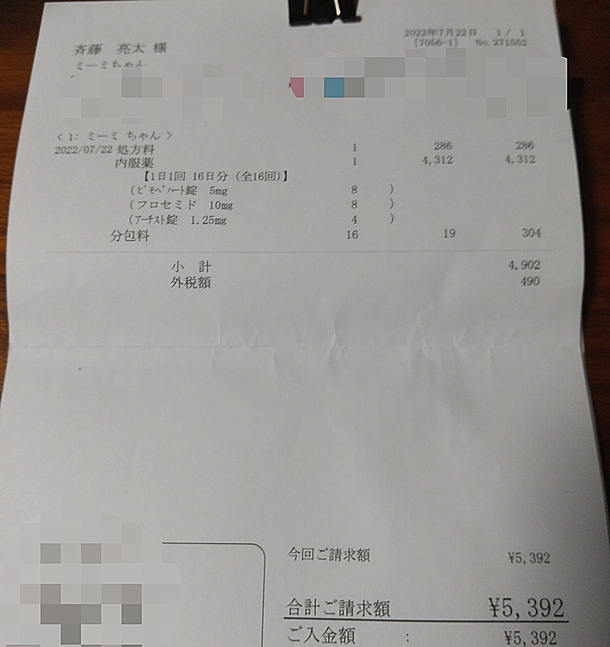 2022年7月22日 1 / 1
斉藤 亮太 様 [7056-1] No. 271552
ミーミちゃん
< 1: ミーミ ちゃん >
2022/07/22 処方料 1 286 286
内服薬 1 4,312 4,312
【1日1回 16日分 (全16回)】
(ﾋﾟﾓﾍﾞﾊｰﾄ錠 5mg 8 )
(フロセミド 10mg 8 )
(ｱｰﾁｽﾄ錠 1.25mg 4 )
分包料 16 19 304
小 計 4,902
外税額 490
今回ご請求額 ¥5,392
合計ご請求額 ¥5,392
ご入金額 : ¥5,392